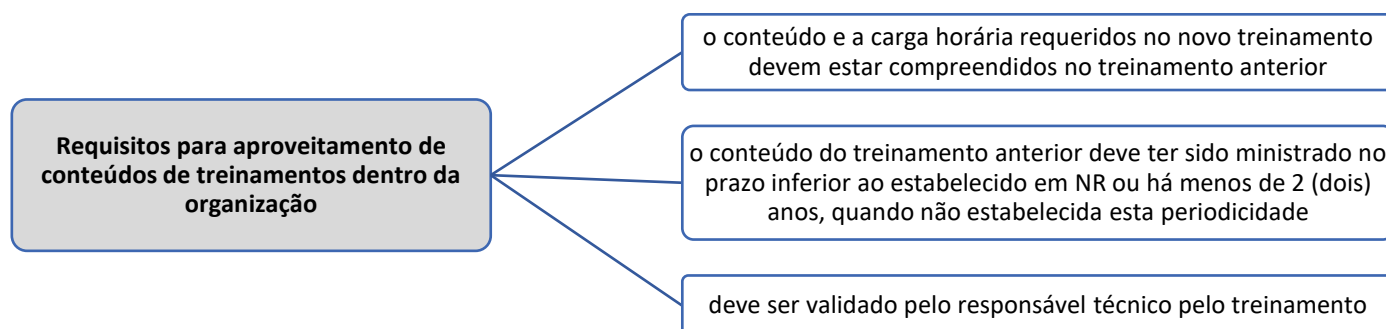 Requisitos para aproveitamento de
conteúdos de treinamentos dentro da
organização
o conteúdo e a carga horária requeridos no novo treinamento
devem estar compreendidos no treinamento anterior
o conteúdo do treinamento anterior deve ter sido ministrado no
prazo inferior ao estabelecido em NR ou há menos de 2 (dois)
anos, quando não estabelecida esta periodicidade
deve ser validado pelo responsável técnico pelo treinamento